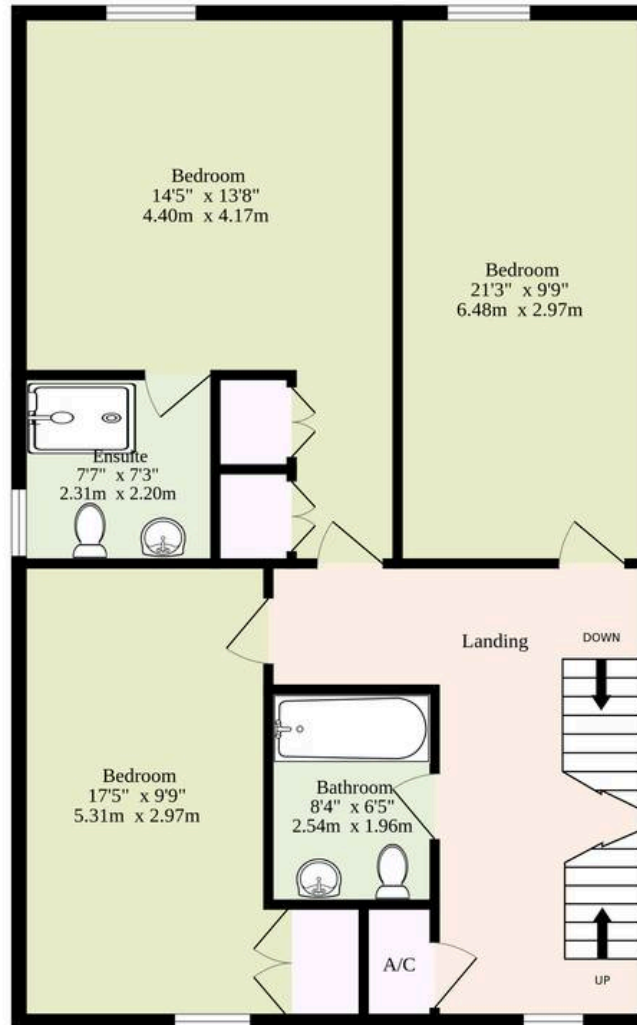 Bedroom
14'5" x 13'8"
4.40m x 4.17m
Bedroom
21'3" x 9'9"
6.48m x 2.97m
Ensuite
7'7" x 7'3"
2.31m x 2.20m
Landing
DOWN
Bedroom
17'5" x 9'9"
5.31m x 2.97m
Bathroom
8'4" x 6'5"
2.54m x 1.96m
A/C
UP